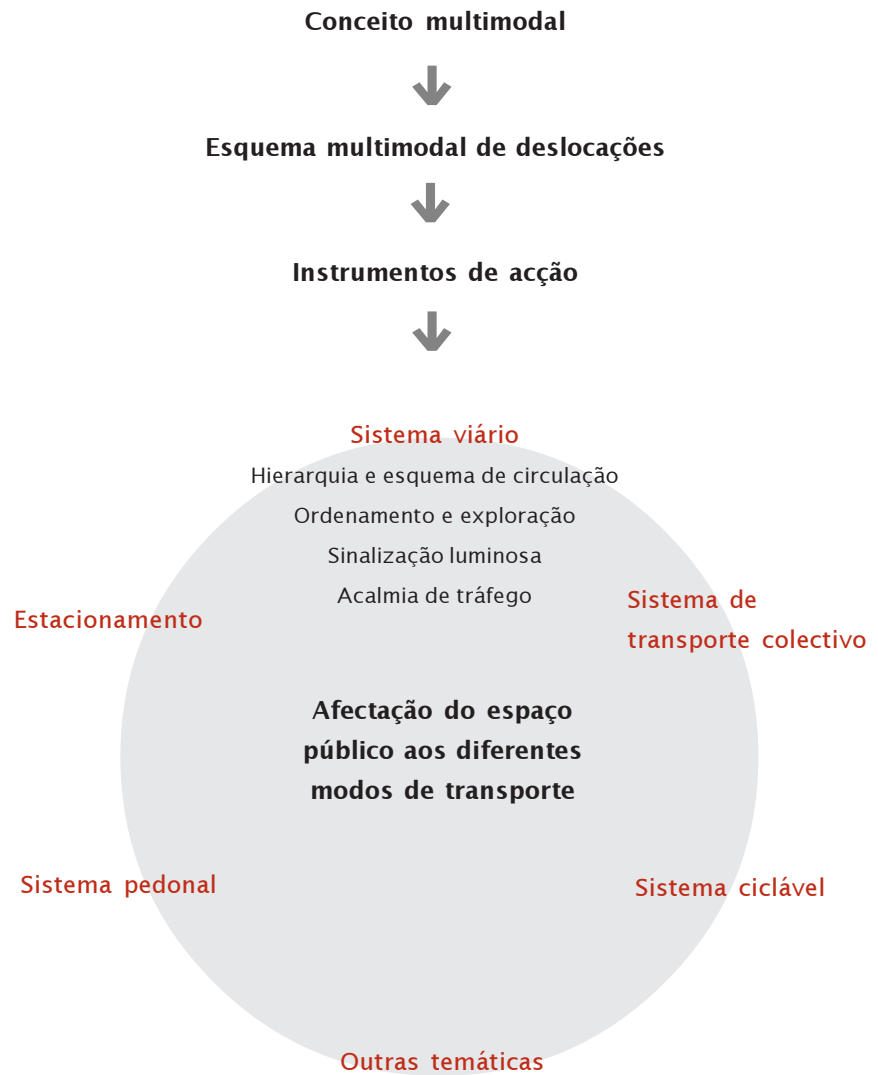 Conceito multimodal
Esquema multimodal de deslocações
Instrumentos de acção
Sistema viário
Hierarquia e esquema de circulação
Ordenamento e exploração
Sinalização luminosa
Acalmia de tráfego
Estacionamento
Sistema de
transporte colectivo
Afectação do espaço
público aos diferentes
modos de transporte
Sistema pedonal
Sistema ciclável
Outras temáticas